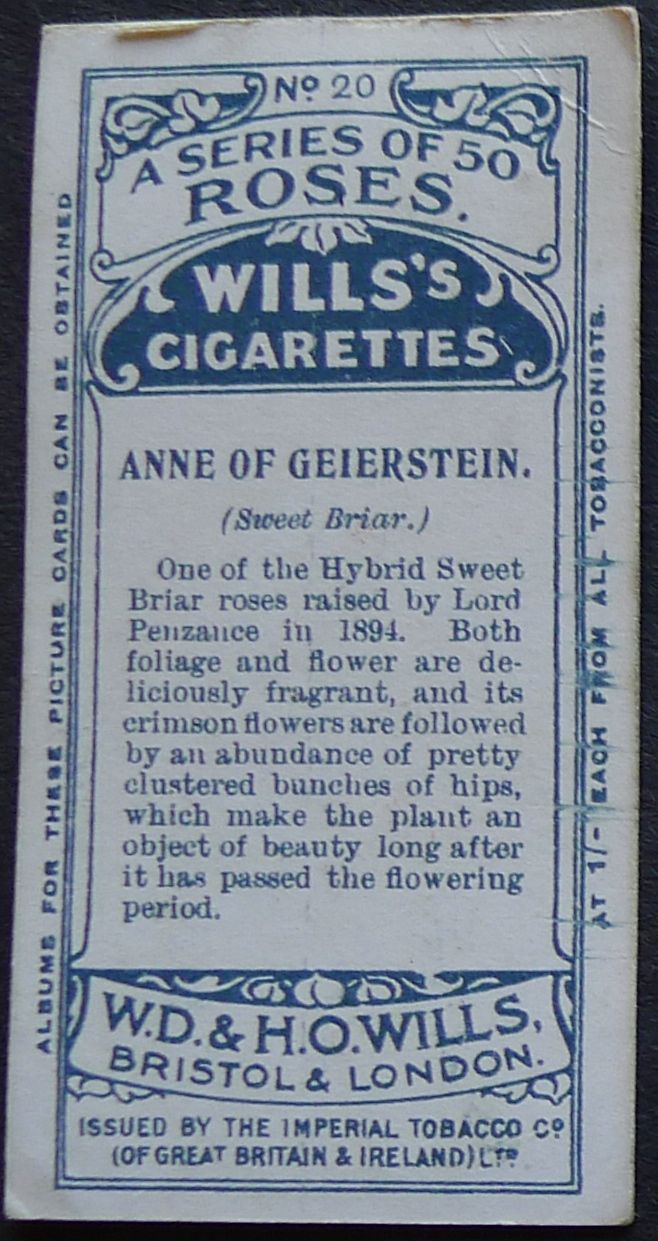 Nº 20
A SERIES OF 50
ROSES.
WILLS'S
CIGARETTES
ANNE OF GEIERSTEIN.
(Sweet Briar.)
One of the Hybrid Sweet
Briar roses raised by Lord
Penzance in 1894. Both
foliage and flower are de-
liciously fragrant, and its
crimson flowers are followed
by an abundance of pretty
clustered bunches of hips,
which make the plant an
object of beauty long after
it has passed the flowering
period.
W.D. & H.O. WILLS,
BRISTOL & LONDON.
ISSUED BY THE IMPERIAL TOBACCO Cº
(OF GREAT BRITAIN & IRELAND) LTD
ALBUMS FOR THESE PICTURE CARDS CAN BE OBTAINED
AT 1/- EACH FROM ALL TOBACCONISTS.